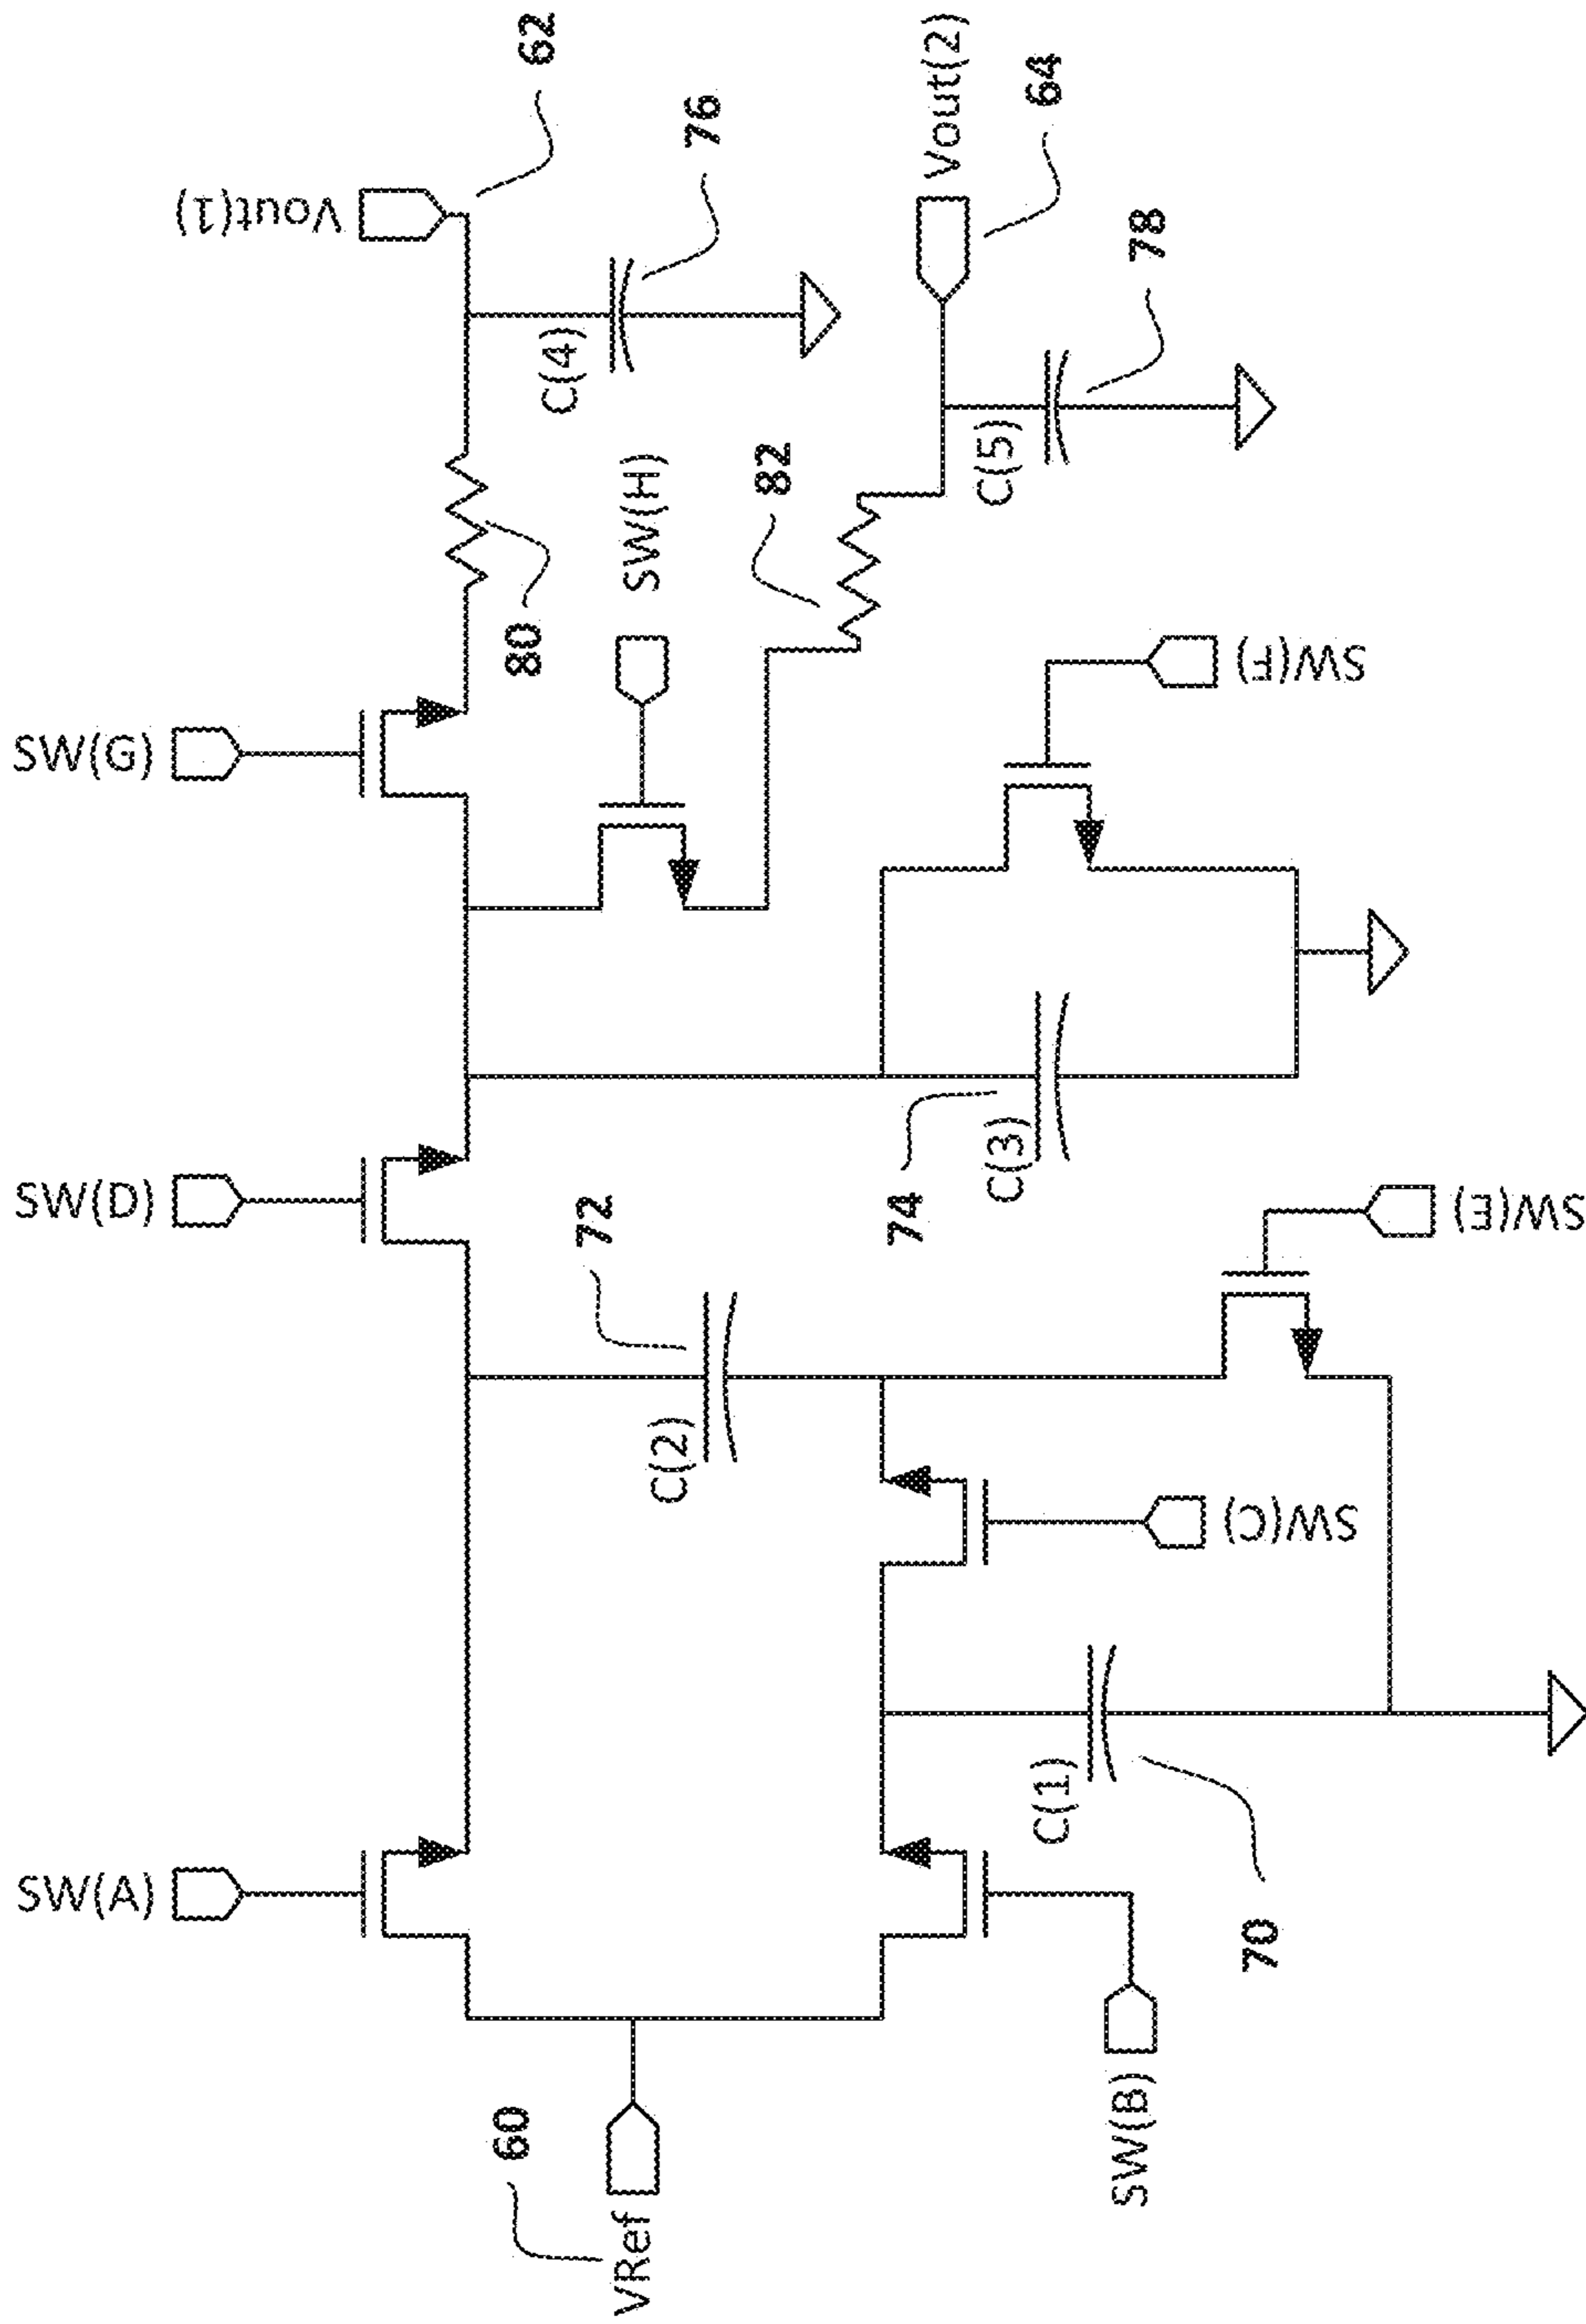 SW(A)
SW(D)
SW(G)
Vout(1)
62
80
C(4)
76
SW(H)
60
VRef
C(2)
72
82
Vout(2)
64
C(5)
78
C(1)
70
SW(B)
SW(C)
C(3)
74
SW(E)
SW(F)